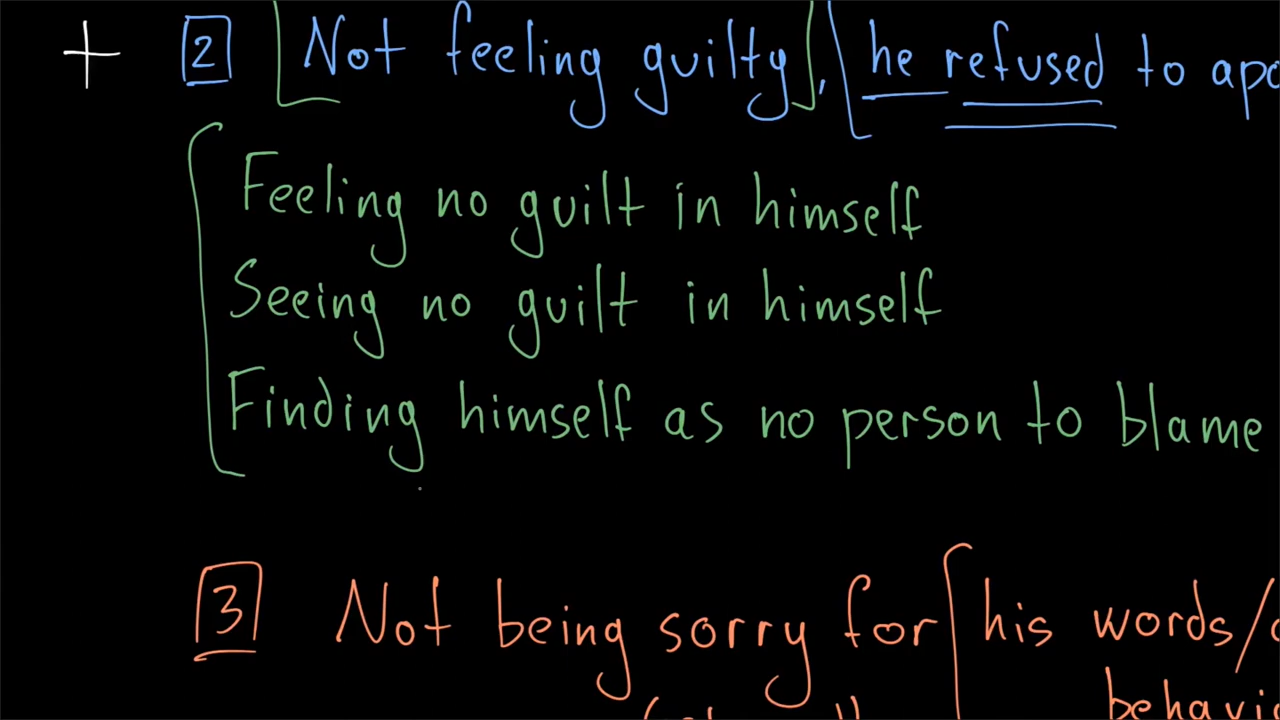 + 2 Not feeling guilty, he refused to apo
Feeling no guilt in himself
Seeing no guilt in himself
Finding himself as no person to blame
3 Not being sorry for his words/
behavi